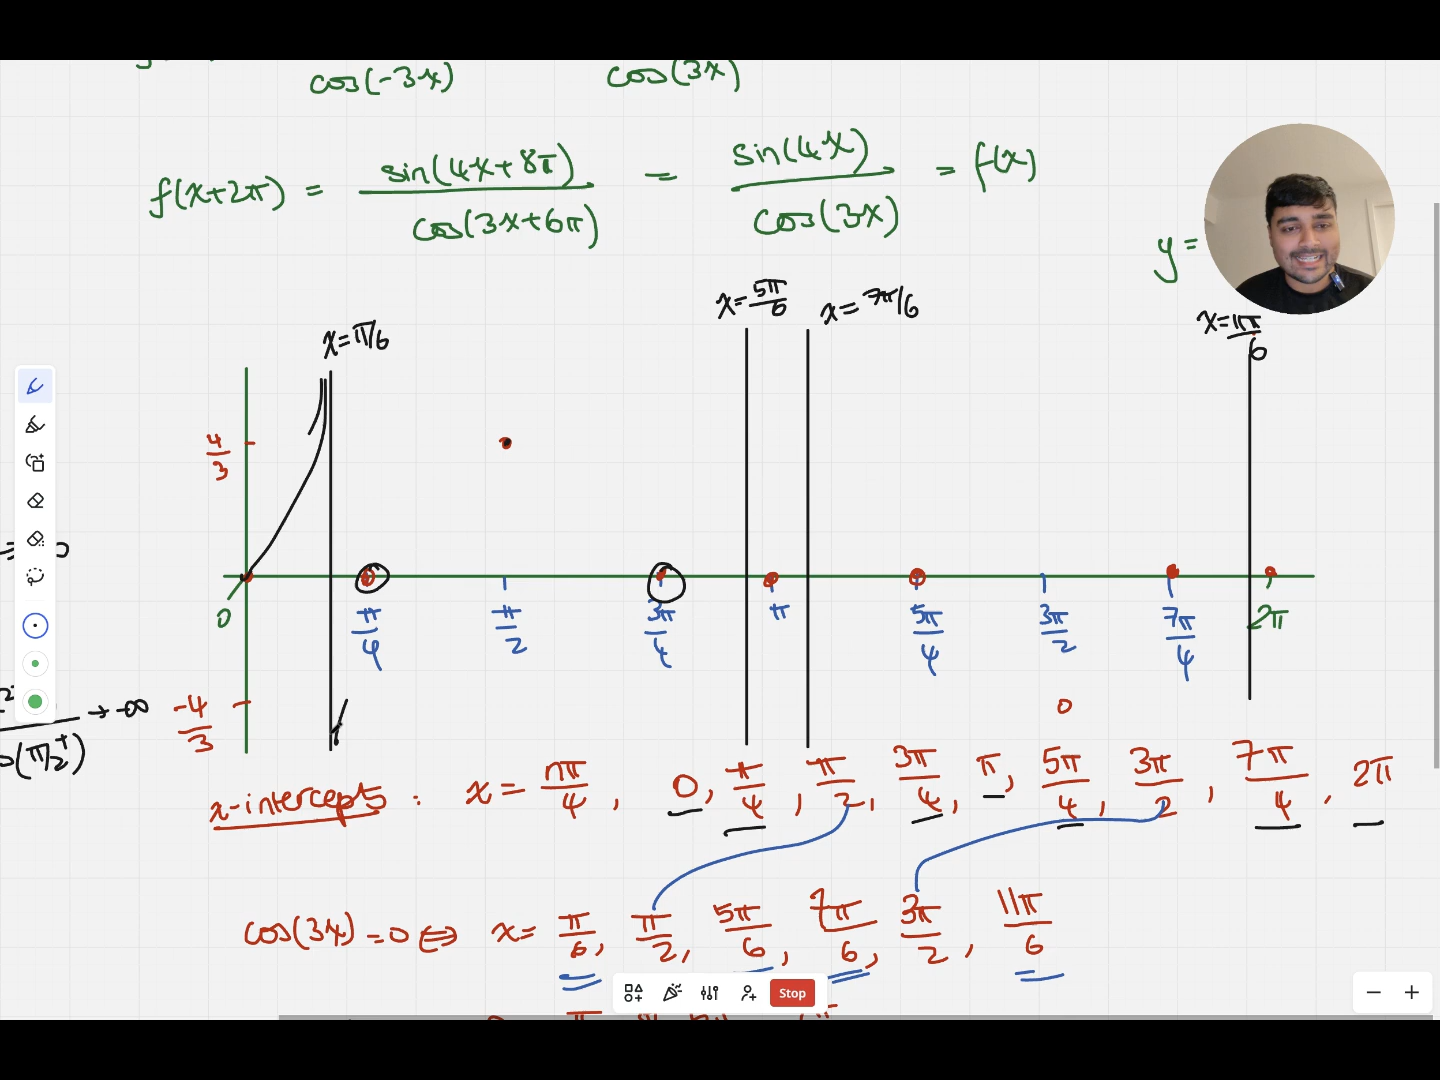 cos(-3x) cos(3x)
f(x+2π) = sin(4x+8π) / cos(3x+6π) = sin(4x) / cos(3x) = f(x)
y =
x=π/6 x=5π/6 x=7π/6 x=11π/6
4/3
0 π/4 π/2 3π/4 π 5π/4 3π/2 7π/4 2π
→ -∞
-4/3
(π/2⁺)
x-intercepts : x = nπ/4, 0, π/4, π/2, 3π/4, π, 5π/4, 3π/2, 7π/4, 2π
cos(3x)=0 ⇔ x= π/6, π/2, 5π/6, 7π/6, 3π/2, 11π/6
Stop